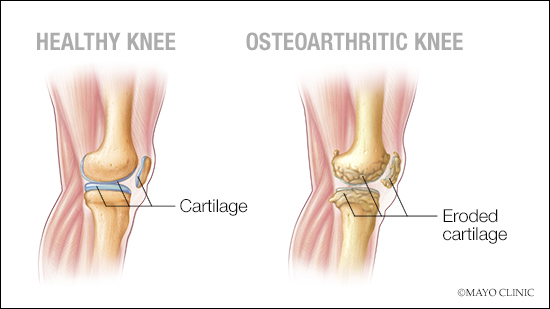 HEALTHY KNEE
OSTEOARTHRITIC KNEE
Cartilage
Eroded
cartilage
©MAYO CLINIC